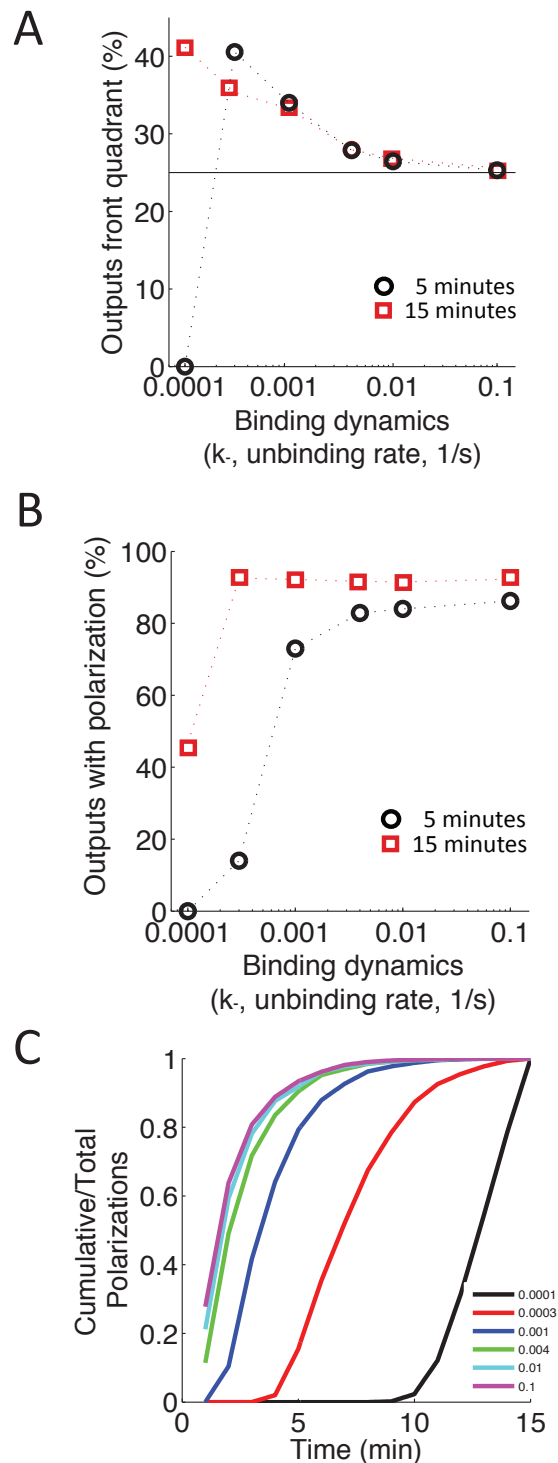 A
Outputs front quadrant (%)
40
30
20
10
0
0.0001
0.001
0.01
0.1
5 minutes
15 minutes
Binding dynamics
(k-, unbinding rate, 1/s)
B
Outputs with polarization (%)
100
80
60
40
20
0
0.0001
0.001
0.01
0.1
5 minutes
15 minutes
Binding dynamics
(k-, unbinding rate, 1/s)
C
Cumulative/Total
Polarizations
1
0.8
0.6
0.4
0.2
0
0
5
10
15
0.0001
0.0003
0.001
0.004
0.01
0.1
Time (min)